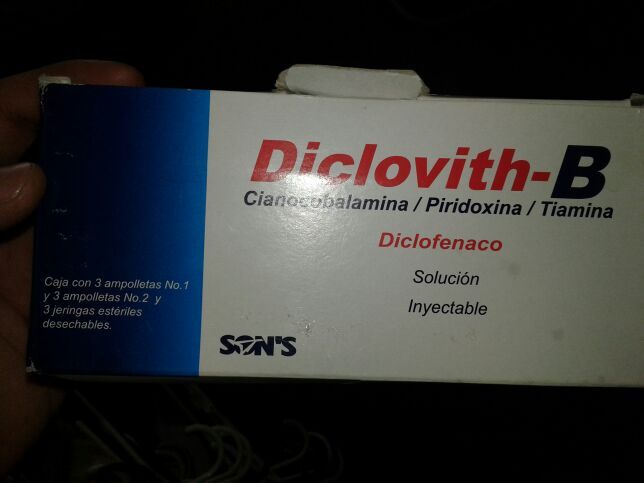 Diclovith-B
Cianocobalamina / Piridoxina / Tiamina
Diclofenaco
Solución
Inyectable
Caja con 3 ampolletas No.1
y 3 ampolletas No.2 y
3 jeringas estériles
desechables.
SON'S